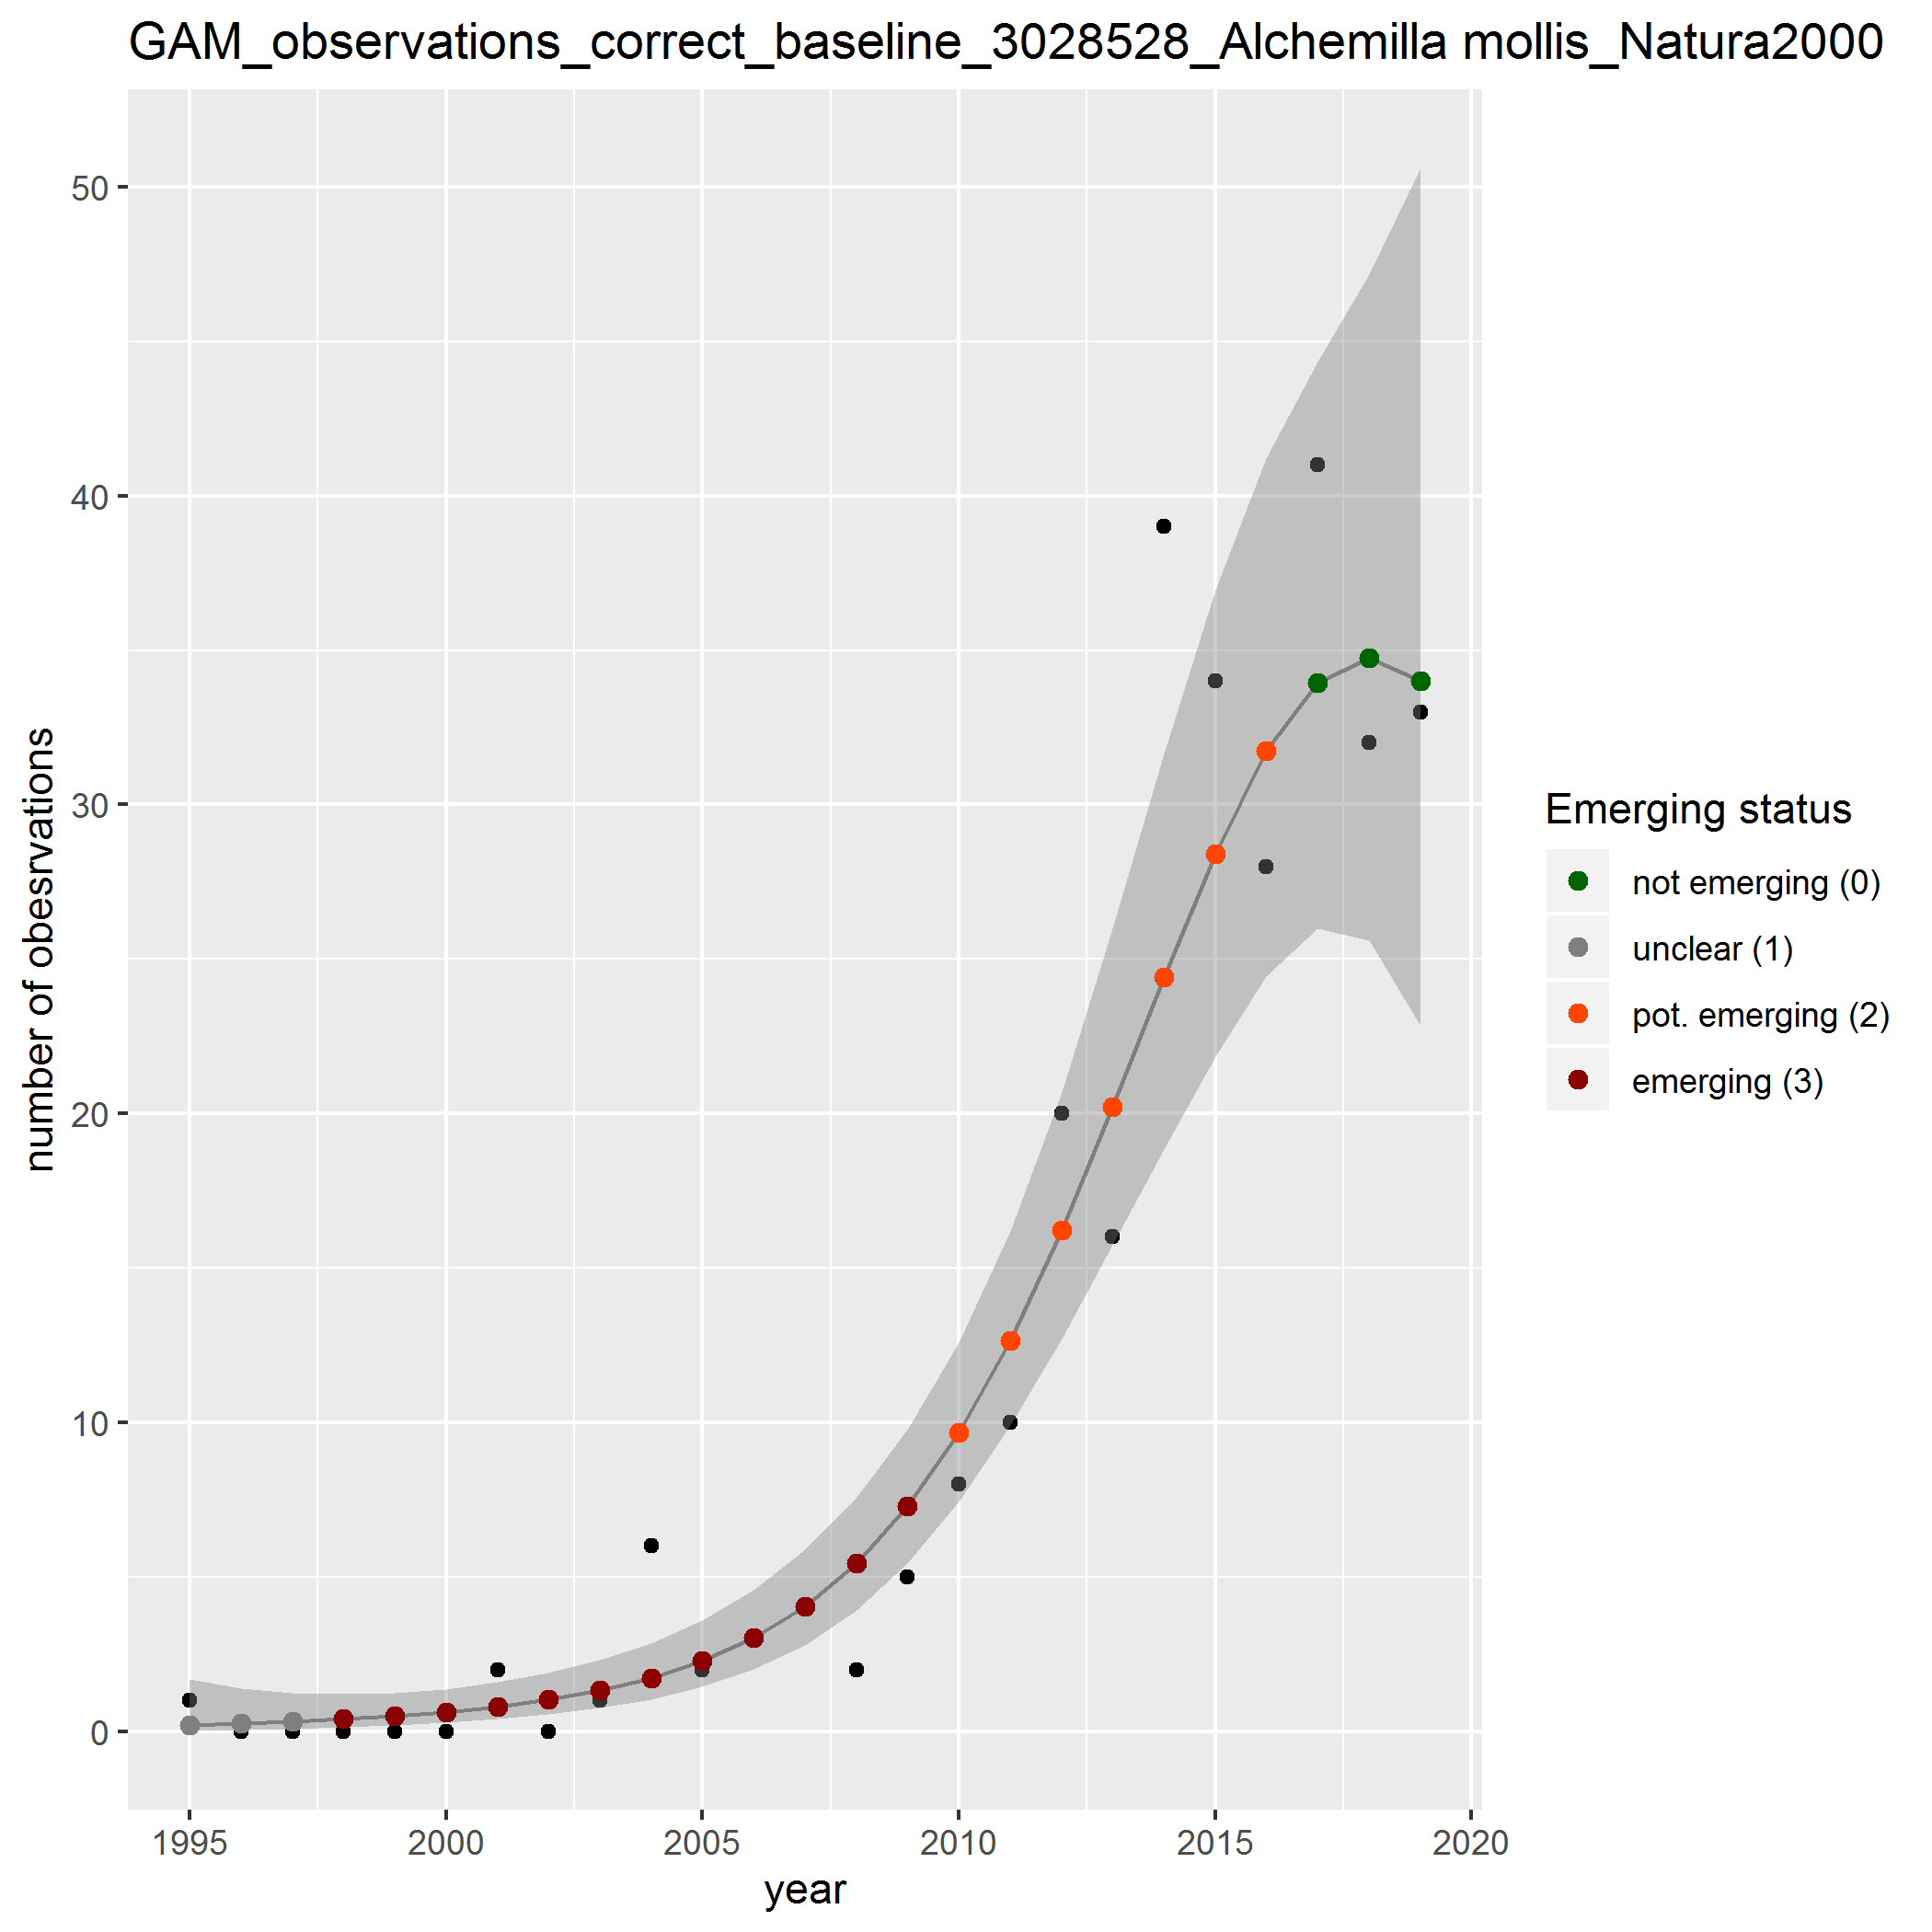 GAM_observations_correct_baseline_3028528_Alchemilla mollis_Natura2000
50
40
30
20
10
0
number of obesrvations
1995 2000 2005 2010 2015 2020
year
Emerging status
not emerging (0)
unclear (1)
pot. emerging (2)
emerging (3)